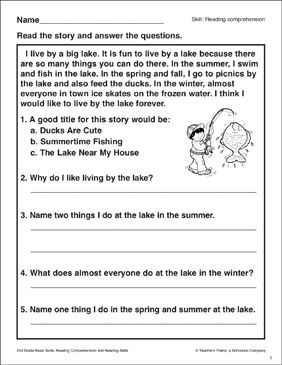 Name________________ Skill: Reading comprehension
Read the story and answer the questions.
I live by a big lake. It is fun to live by a lake because there
are so many things you can do there. In the summer, I swim
and fish in the lake. In the spring and fall, I go to picnics by
the lake and also feed the ducks. In the winter, almost
everyone in town ice skates on the frozen water. I think I
would like to live by the lake forever.
1. A good title for this story would be:
a. Ducks Are Cute
b. Summertime Fishing
c. The Lake Near My House
2. Why do I like living by the lake?
3. Name two things I do at the lake in the summer.
4. What does almost everyone do at the lake in the winter?
5. Name one thing I do in the spring and summer at the lake.
Grade Basic Skills: Reading Comprehension and Reading Skills © Teacher's Friend, a Scholastic Company
1